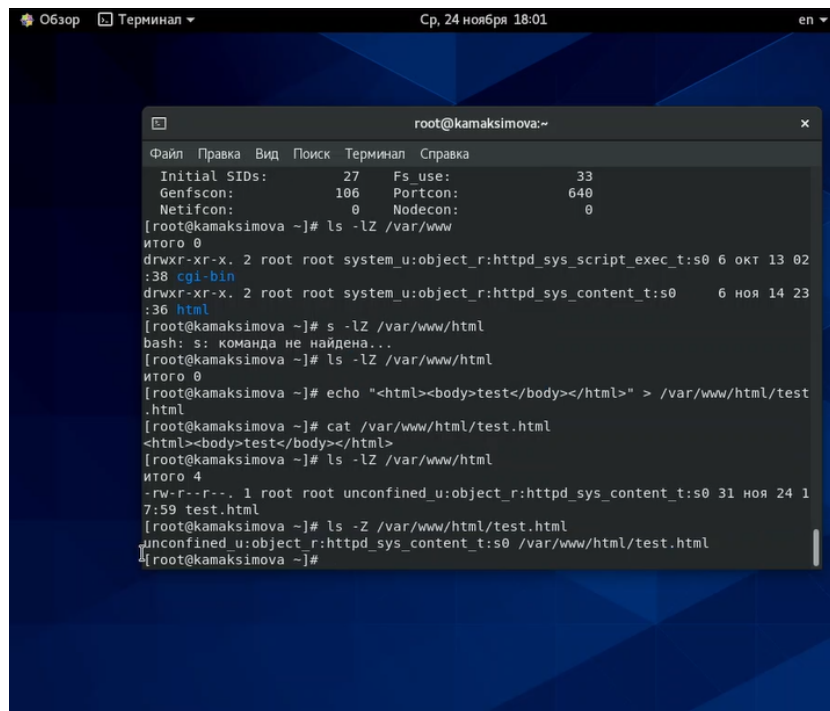 Обзор Терминал Ср, 24 ноября 18:01 en
root@kamaksimova:~ ×
Файл Правка Вид Поиск Терминал Справка
Initial SIDs: 27 Fs_use: 33
Genfscon: 106 Portcon: 640
Netifcon: 0 Nodecon: 0
[root@kamaksimova ~]# ls -lZ /var/www
итого 0
drwxr-xr-x. 2 root root system_u:object_r:httpd_sys_script_exec_t:s0 6 окт 13 02
:38 cgi-bin
drwxr-xr-x. 2 root root system_u:object_r:httpd_sys_content_t:s0 6 ноя 14 23
:36 html
[root@kamaksimova ~]# s -lZ /var/www/html
bash: s: команда не найдена...
[root@kamaksimova ~]# ls -lZ /var/www/html
итого 0
[root@kamaksimova ~]# echo "<html><body>test</body></html>" > /var/www/html/test
.html
[root@kamaksimova ~]# cat /var/www/html/test.html
<html><body>test</body></html>
[root@kamaksimova ~]# ls -lZ /var/www/html
итого 4
-rw-r--r--. 1 root root unconfined_u:object_r:httpd_sys_content_t:s0 31 ноя 24 1
7:59 test.html
[root@kamaksimova ~]# ls -Z /var/www/html/test.html
unconfined_u:object_r:httpd_sys_content_t:s0 /var/www/html/test.html
[root@kamaksimova ~]#